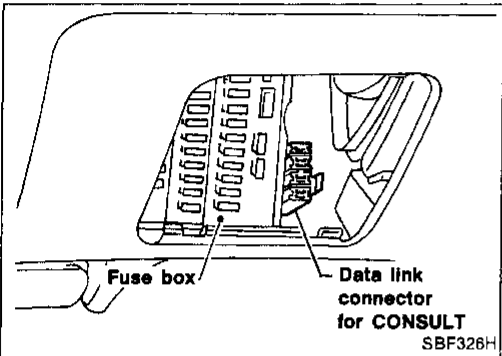 Fuse box
Data link
connector
for CONSULT
SBF326H